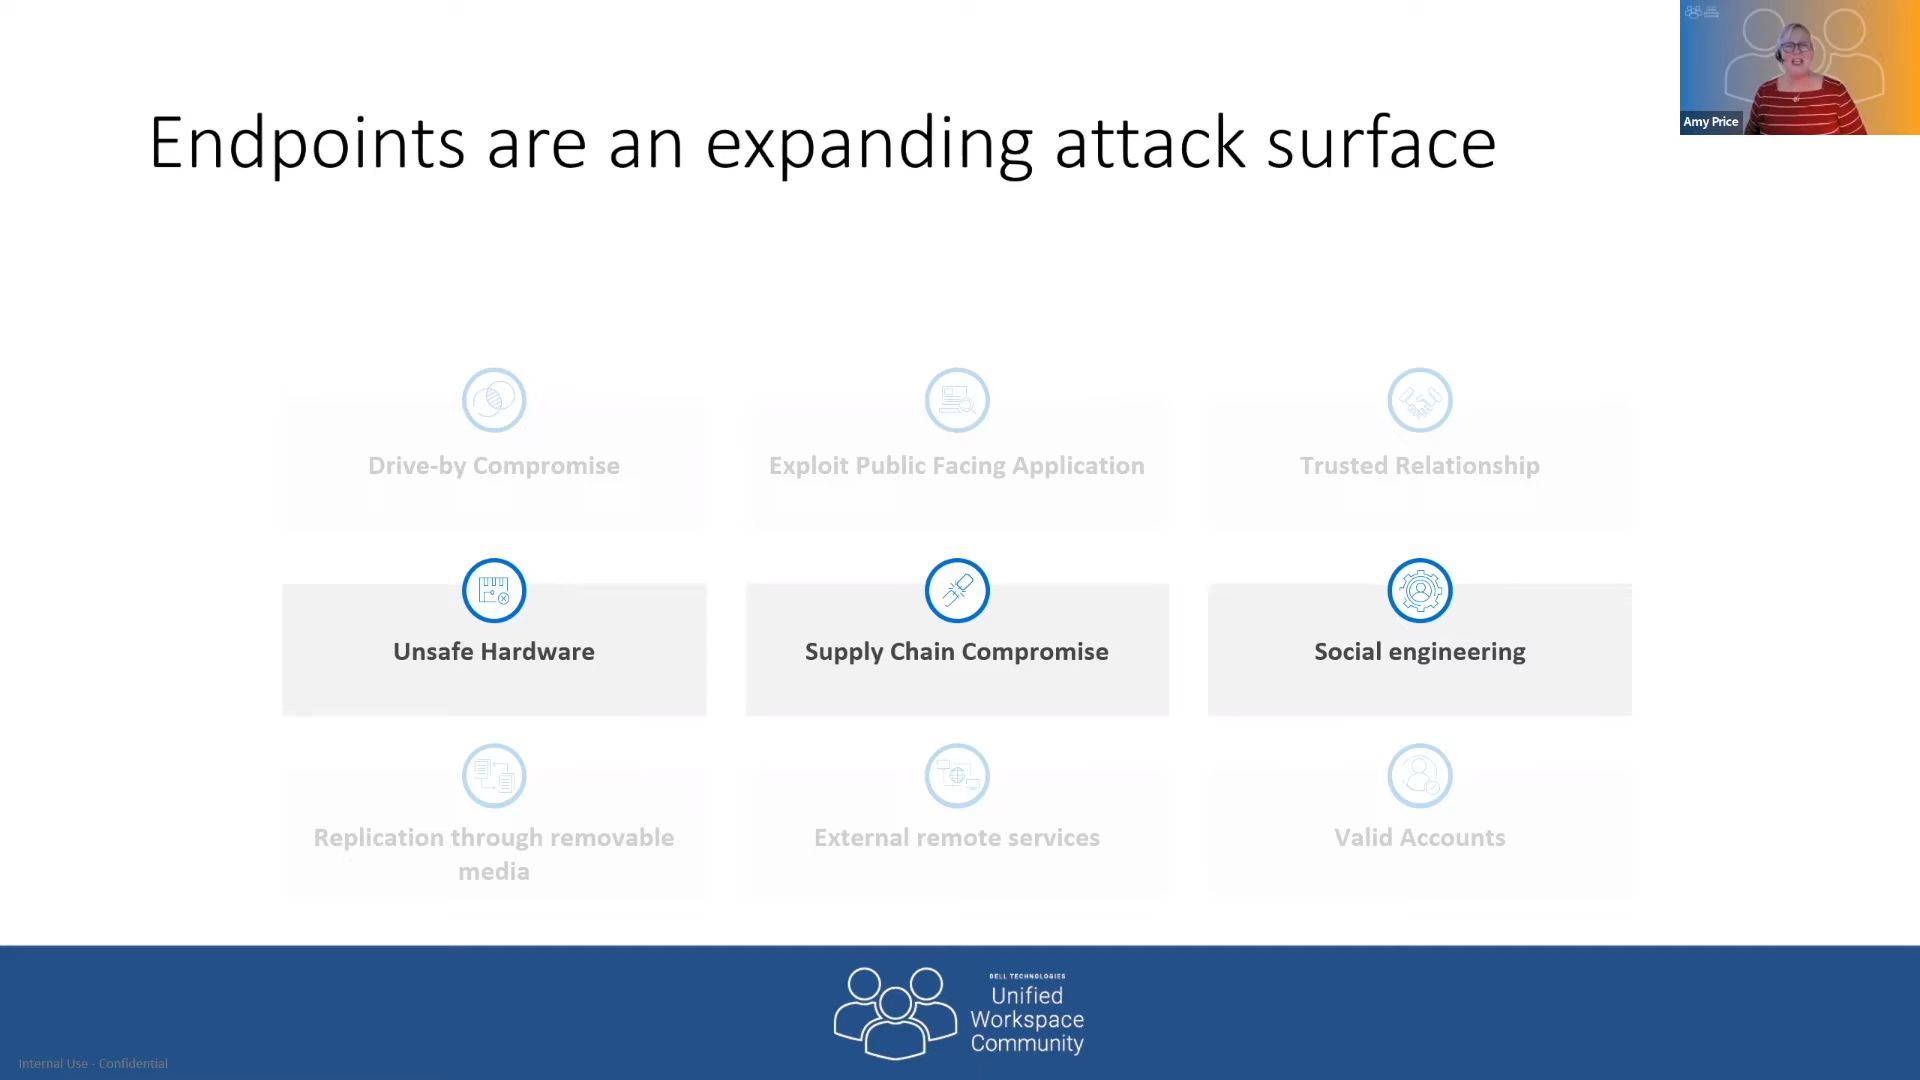 Endpoints are an expanding attack surface
Amy Price
Drive-by Compromise
Exploit Public Facing Application
Trusted Relationship
Unsafe Hardware
Supply Chain Compromise
Social engineering
Replication through removable
media
External remote services
Valid Accounts
DELL TECHNOLOGIES
Unified
Workspace
Community
Internal Use - Confidential